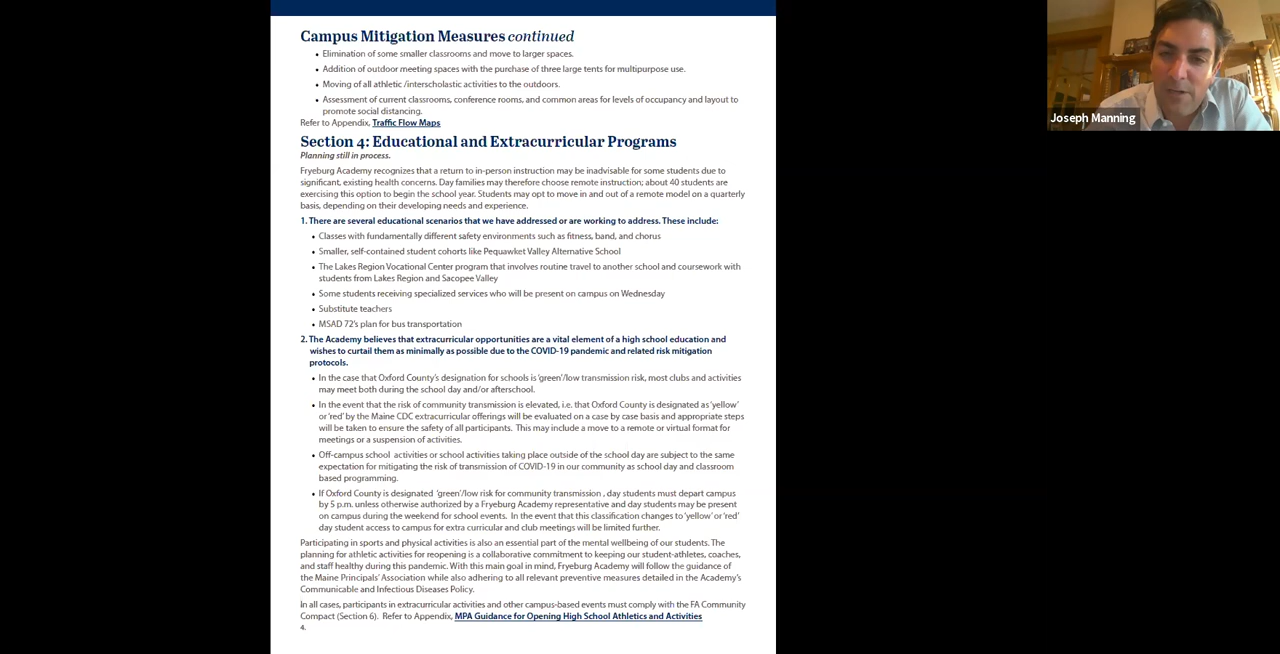 Campus Mitigation Measures continued
• Elimination of some smaller classrooms and move to larger spaces.
• Addition of outdoor meeting spaces with the purchase of three large tents for multipurpose use.
• Moving of all athletic /interscholastic activities to the outdoors.
• Assessment of current classrooms, conference rooms, and common areas for levels of occupancy and layout to
promote social distancing.
Refer to Appendix, Traffic Flow Maps
Section 4: Educational and Extracurricular Programs
Planning still in process.
Fryeburg Academy recognizes that a return to in-person instruction may be inadvisable for some students due to
significant, existing health concerns. Day families may therefore choose remote instruction; about 40 students are
exercising this option to begin the school year. Students may opt to move in and out of a remote model on a quarterly
basis, depending on their developing needs and experience.
1. There are several educational scenarios that we have addressed or are working to address. These include:
• Classes with fundamentally different safety environments such as fitness, band, and chorus
• Smaller, self-contained student cohorts like Pequawket Valley Alternative School
• The Lakes Region Vocational Center program that involves routine travel to another school and coursework with
students from Lakes Region and Sacopee Valley
• Some students receiving specialized services who will be present on campus on Wednesday
• Substitute teachers
• MSAD 72's plan for bus transportation
2. The Academy believes that extracurricular opportunities are a vital element of a high school education and
wishes to curtail them as minimally as possible due to the COVID-19 pandemic and related risk mitigation
protocols.
• In the case that Oxford County's designation for schools is 'green'/low transmission risk, most clubs and activities
may meet both during the school day and/or afterschool.
• In the event that the risk of community transmission is elevated, i.e. that Oxford County is designated as 'yellow'
or 'red' by the Maine CDC extracurricular offerings will be evaluated on a case by case basis and appropriate steps
will be taken to ensure the safety of all participants. This may include a move to a remote or virtual format for
meetings or a suspension of activities.
• Off-campus school activities or school activities taking place outside of the school day are subject to the same
expectation for mitigating the risk of transmission of COVID-19 in our community as school day and classroom
based programming.
• If Oxford County is designated 'green'/low risk for community transmission , day students must depart campus
by 5 p.m. unless otherwise authorized by a Fryeburg Academy representative and day students may be present
on campus during the weekend for school events. In the event that this classification changes to 'yellow' or 'red'
day student access to campus for extra curricular and club meetings will be limited further.
Participating in sports and physical activities is also an essential part of the mental wellbeing of our students. The
planning for athletic activities for reopening is a collaborative commitment to keeping our student-athletes, coaches,
and staff healthy during this pandemic. With this main goal in mind, Fryeburg Academy will follow the guidance of
the Maine Principals' Association while also adhering to all relevant preventive measures detailed in the Academy's
Communicable and Infectious Diseases Policy.
In all cases, participants in extracurricular activities and other campus-based events must comply with the FA Community
Compact (Section 6). Refer to Appendix, MPA Guidance for Opening High School Athletics and Activities
4.
Joseph Manning